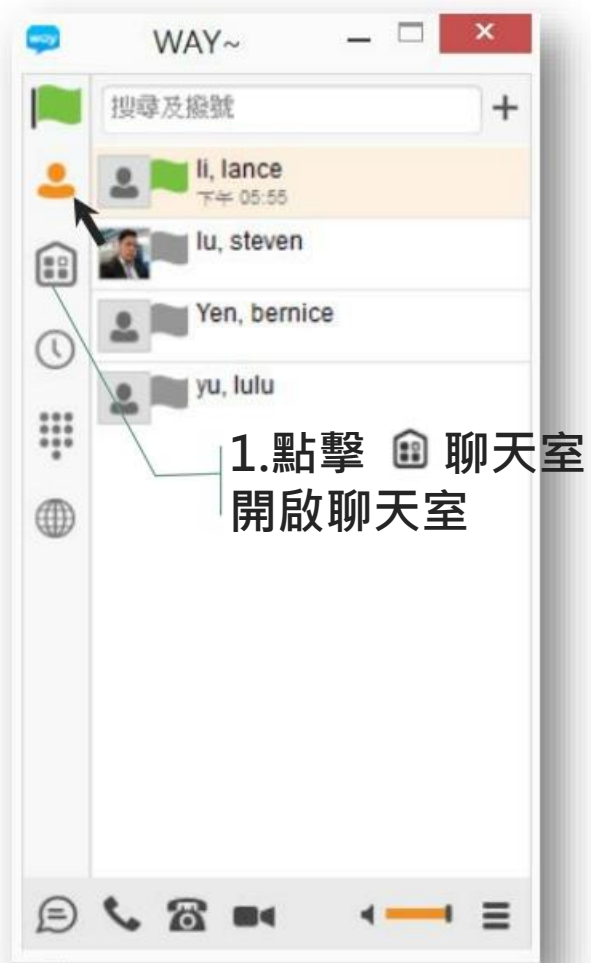 way
WAY~
搜尋及撥號
li, lance
下午 05:55
lu, steven
Yen, bernice
yu, lulu
1.點擊 聊天室
開啟聊天室